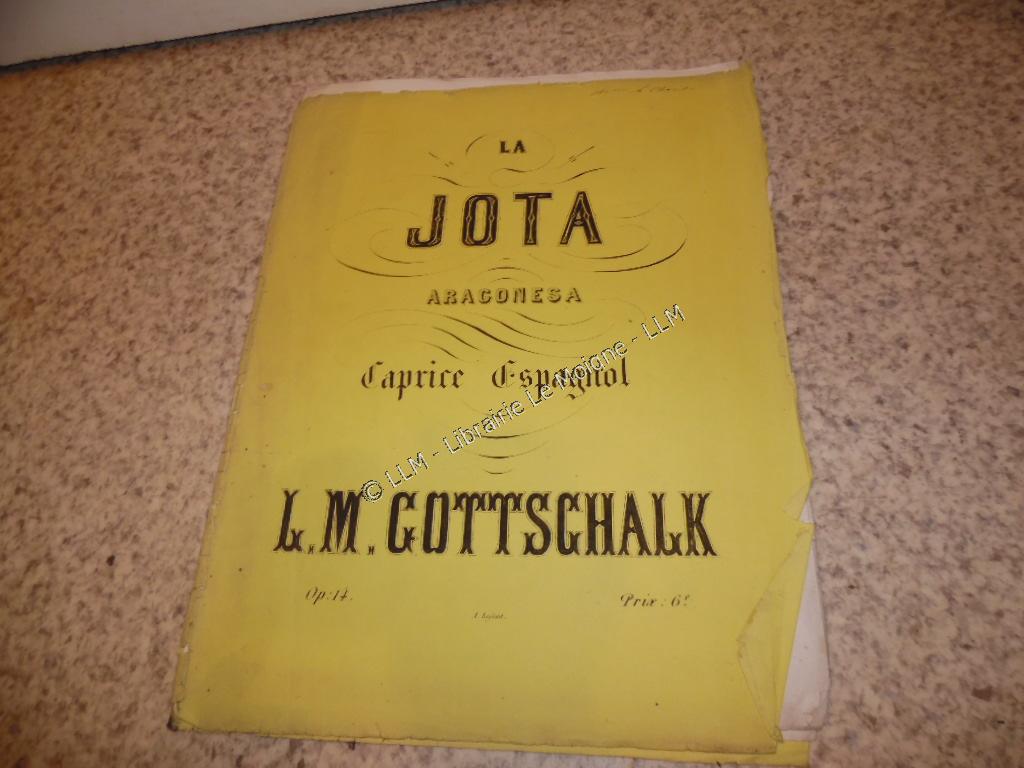 LA
JOTA
ARAGONESA
Caprice Espagnol
© LLM - Librairie Le Moigne - LLM
L. M. GOTTSCHALK
Op: 14.
Prix: 6f